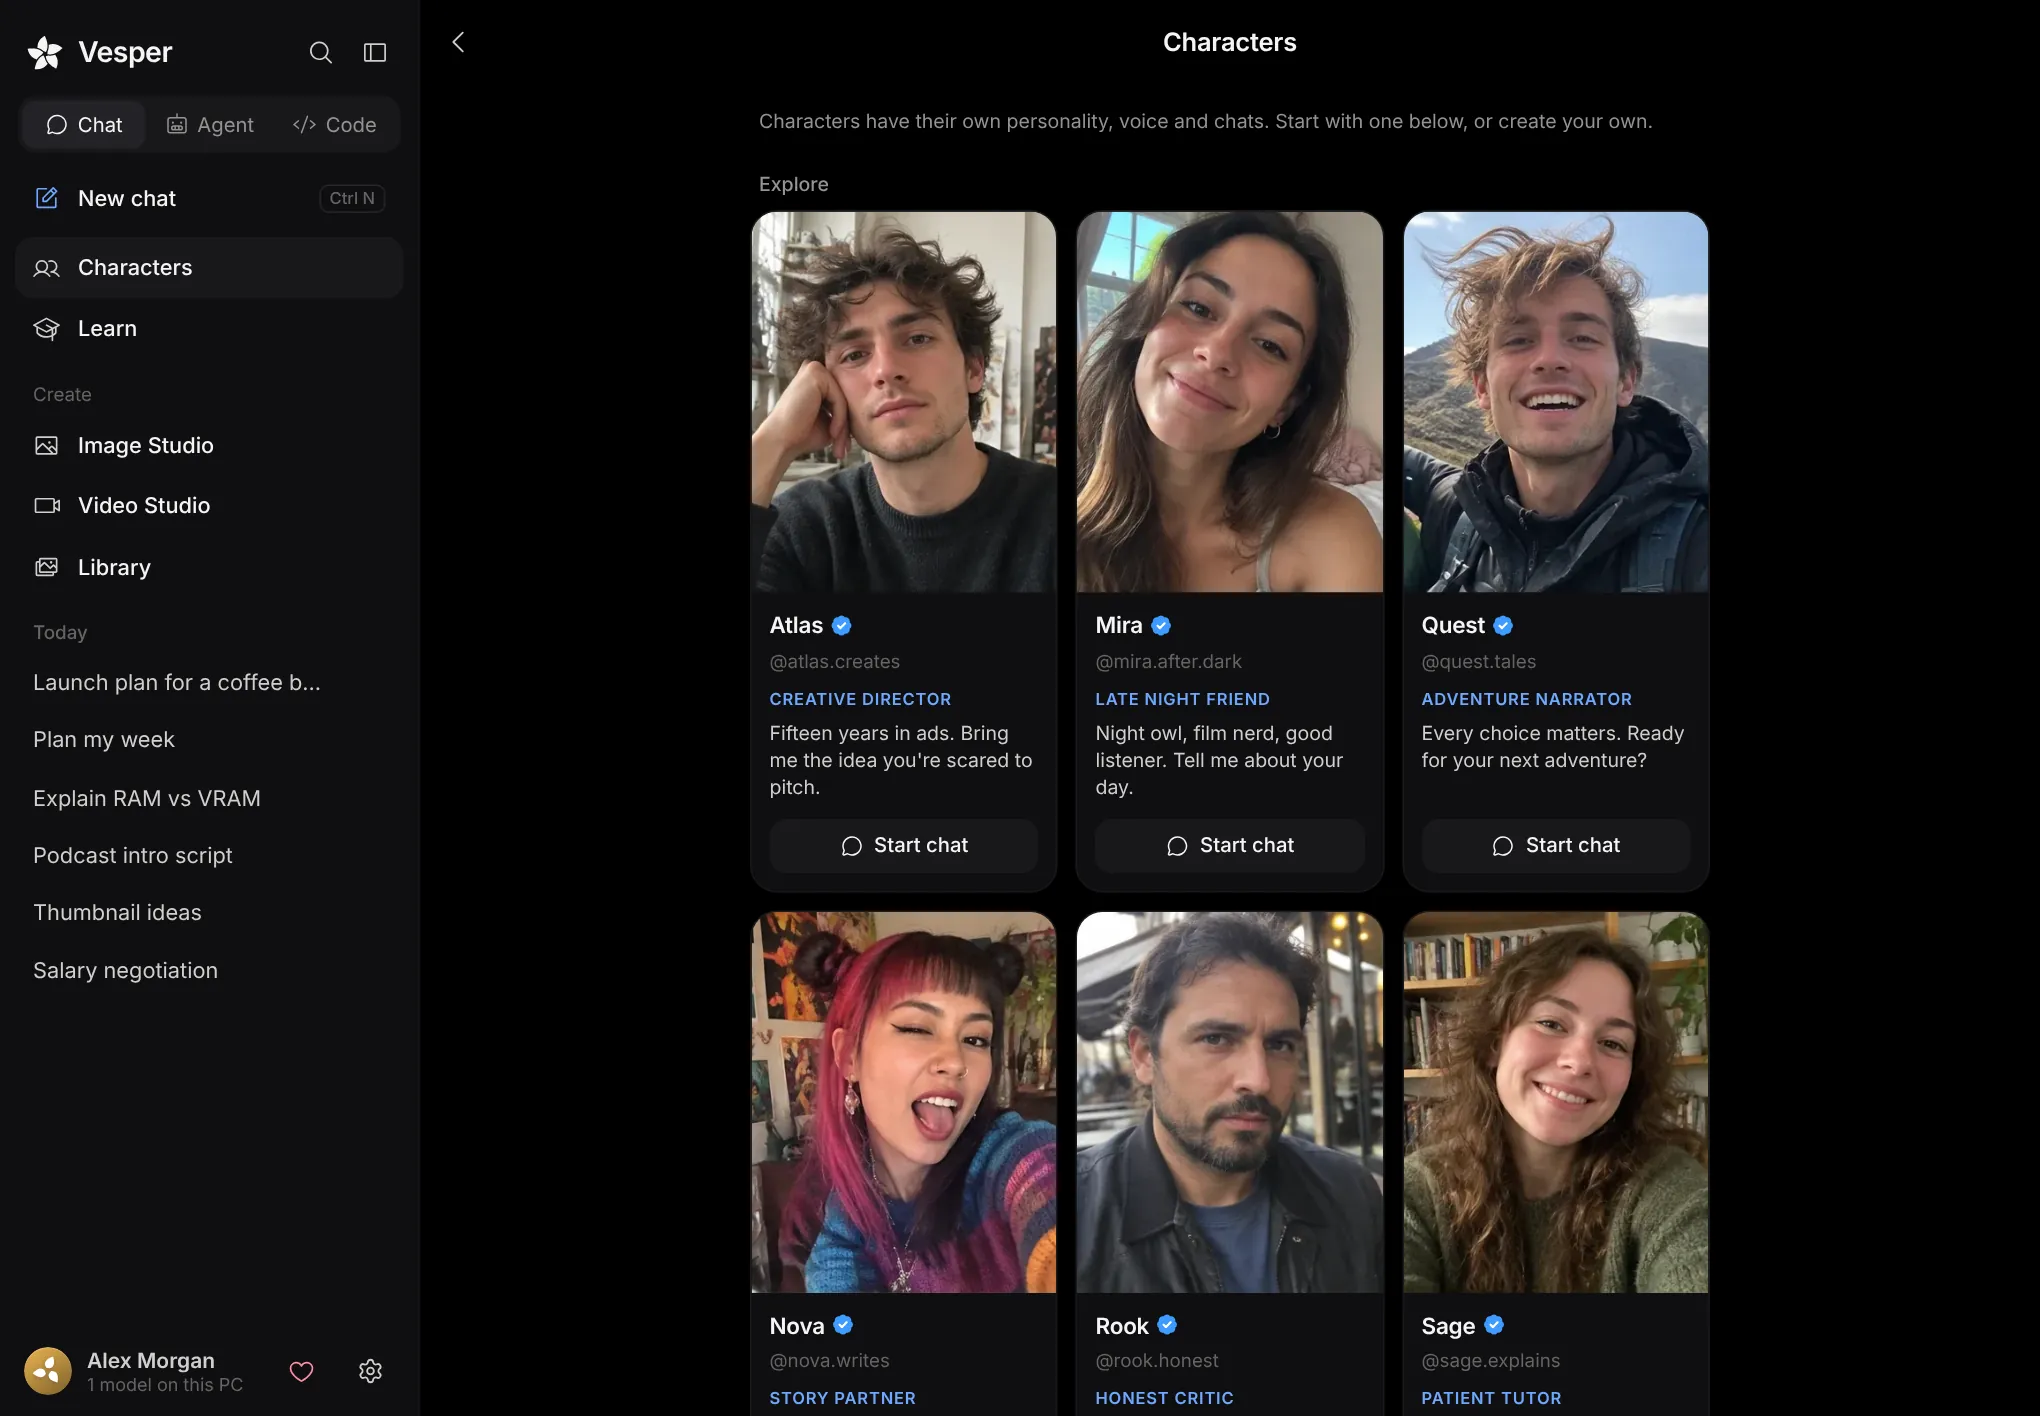 Vesper
Chat
Agent
</> Code
New chat
Ctrl N
Characters
Learn
Create
Image Studio
Video Studio
Library
Today
Launch plan for a coffee b...
Plan my week
Explain RAM vs VRAM
Podcast intro script
Thumbnail ideas
Salary negotiation
Alex Morgan
1 model on this PC
Characters
Characters have their own personality, voice and chats. Start with one below, or create your own.
Explore
Atlas
@atlas.creates
CREATIVE DIRECTOR
Fifteen years in ads. Bring
me the idea you're scared to
pitch.
Start chat
Mira
@mira.after.dark
LATE NIGHT FRIEND
Night owl, film nerd, good
listener. Tell me about your
day.
Start chat
Quest
@quest.tales
ADVENTURE NARRATOR
Every choice matters. Ready
for your next adventure?
Start chat
Nova
@nova.writes
STORY PARTNER
Rook
@rook.honest
HONEST CRITIC
Sage
@sage.explains
PATIENT TUTOR